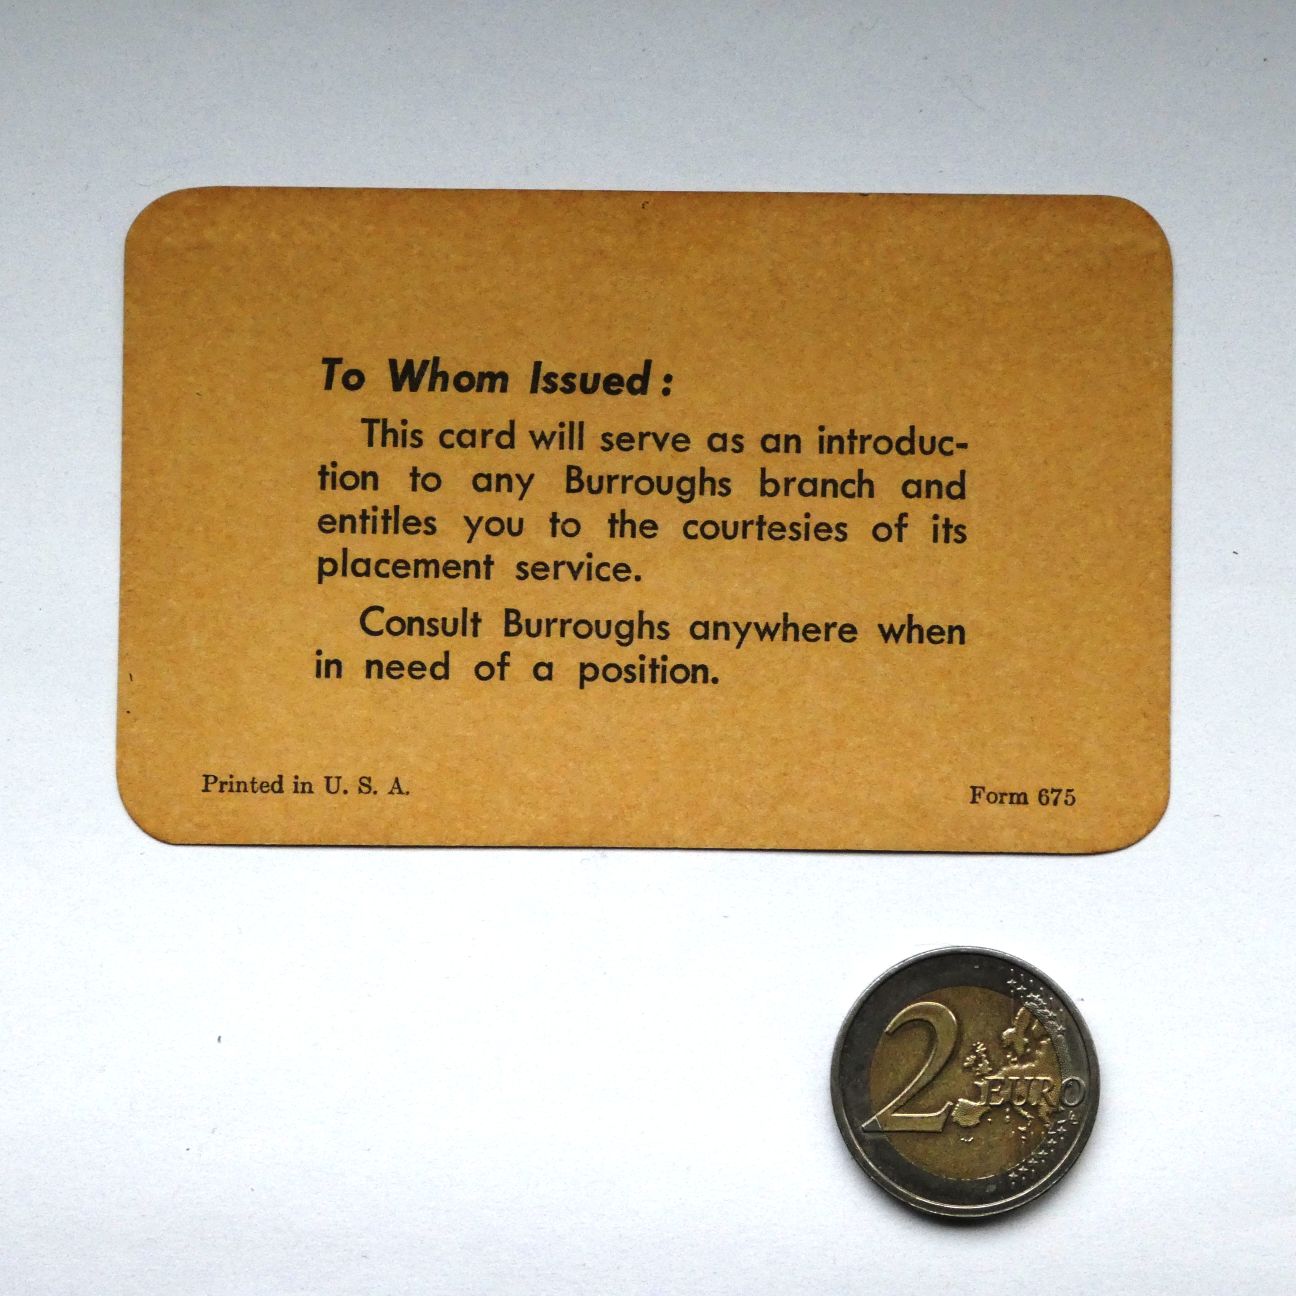 To Whom Issued:
This card will serve as an introduc-
tion to any Burroughs branch and
entitles you to the courtesies of its
placement service.
Consult Burroughs anywhere when
in need of a position.
Printed in U. S. A.
Form 675
2 EURO